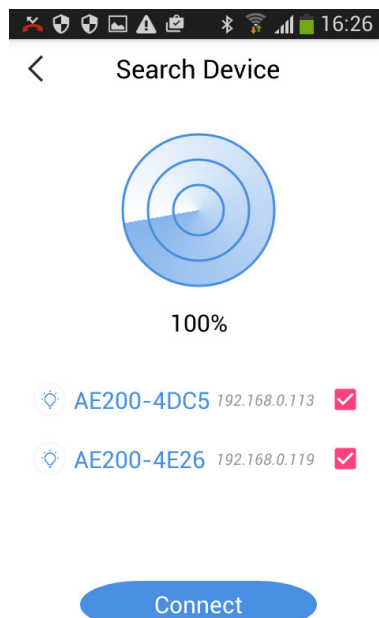 16:26
Search Device
100%
AE200-4DC5 192.168.0.113
AE200-4E26 192.168.0.119
Connect